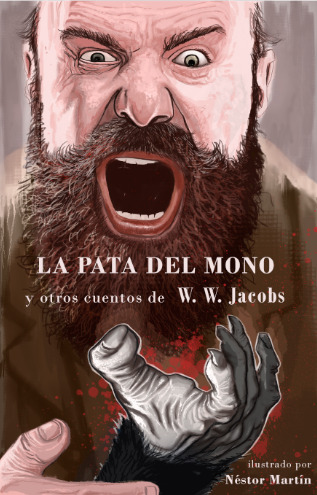 LA PATA DEL MONO
y otros cuentos de W. W. Jacobs
ilustrado por
Néstor Martín